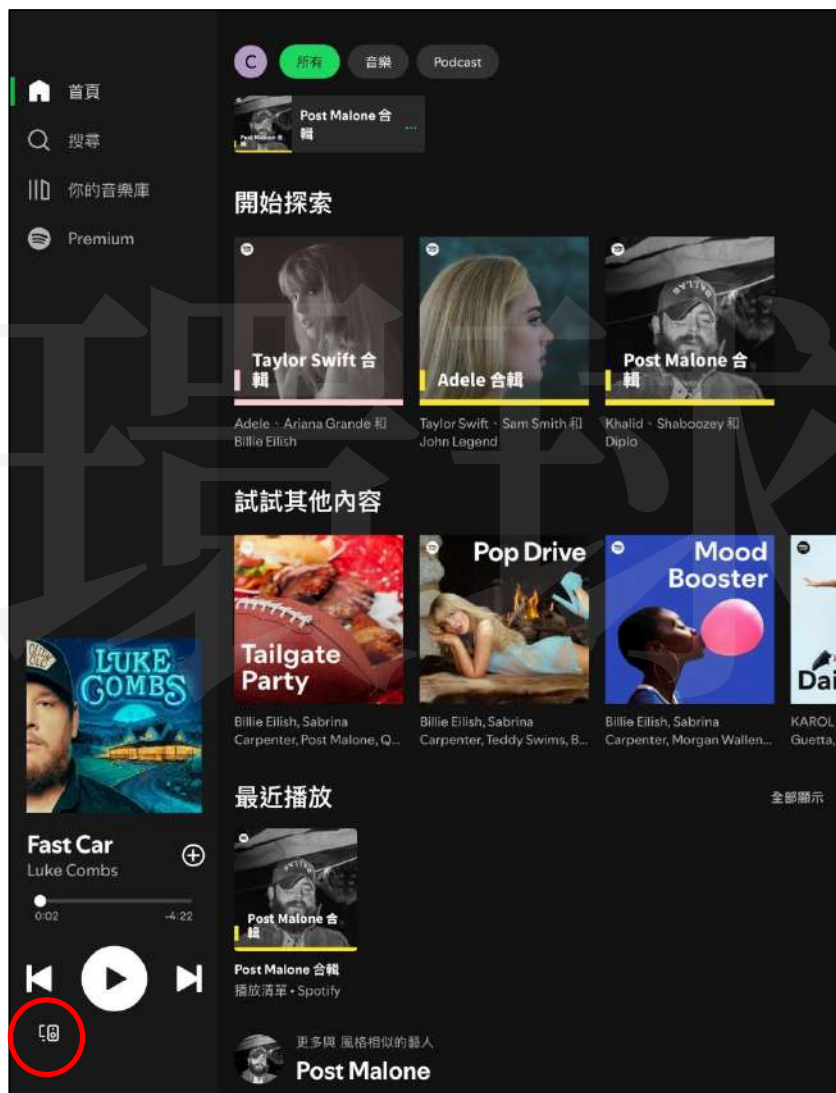 首頁
搜尋
你的音樂庫
Premium
C
所有
音樂
Podcast
Post Malone 合
輯
開始探索
Taylor Swift 合
輯
Adele 合輯
Post Malone 合
輯
Adele、Ariana Grande 和
Billie Eilish
Taylor Swift、Sam Smith 和
John Legend
Khalid、Shaboozey 和
Diplo
試試其他內容
Tailgate
Party
Pop Drive
Mood
Booster
Dai
Billie Eilish, Sabrina
Carpenter, Post Malone, Q...
Billie Eilish, Sabrina
Carpenter, Teddy Swims, B...
Billie Eilish, Sabrina
Carpenter, Morgan Wallen...
KAROL
Guetta,
最近播放
全部顯示
Post Malone 合
輯
Post Malone 合輯
播放清單 • Spotify
更多與 風格相似的藝人
Post Malone
LUKE
COMBS
Fast Car
Luke Combs
0:02
-4:22
環球